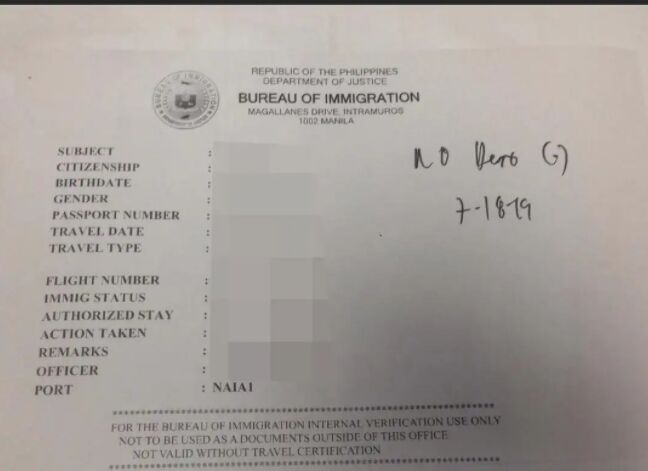 REPUBLIC OF THE PHILIPPINES
DEPARTMENT OF JUSTICE
BUREAU OF IMMIGRATION
MAGALLANES DRIVE, INTRAMUROS
1002 MANILA
SUBJECT :
CITIZENSHIP :
BIRTHDATE :
GENDER :
PASSPORT NUMBER :
TRAVEL DATE :
TRAVEL TYPE :
NO
7-18-19
FLIGHT NUMBER :
IMMIG STATUS :
AUTHORIZED STAY :
ACTION TAKEN :
REMARKS :
OFFICER :
PORT : NAIA1
FOR THE BUREAU OF IMMIGRATION INTERNAL VERIFICATION USE ONLY
NOT TO BE USED AS A DOCUMENTS OUTSIDE OF THIS OFFICE
NOT VALID WITHOUT TRAVEL CERTIFICATION